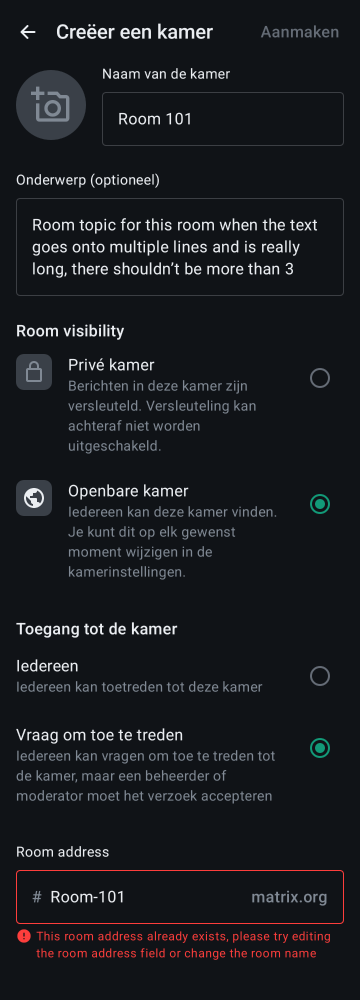 Creëer een kamer
Aanmaken
Naam van de kamer
Room 101
Onderwerp (optioneel)
Room topic for this room when the text
goes onto multiple lines and is really
long, there shouldn’t be more than 3
Room visibility
Privé kamer
Berichten in deze kamer zijn
versleuteld. Versleuteling kan
achteraf niet worden
uitgeschakeld.
Openbare kamer
Iedereen kan deze kamer vinden.
Je kunt dit op elk gewenst
moment wijzigen in de
kamerinstellingen.
Toegang tot de kamer
Iedereen
Iedereen kan toetreden tot deze kamer
Vraag om toe te treden
Iedereen kan vragen om toe te treden tot
de kamer, maar een beheerder of
moderator moet het verzoek accepteren
Room address
# Room-101 matrix.org
This room address already exists, please try editing
the room address field or change the room name